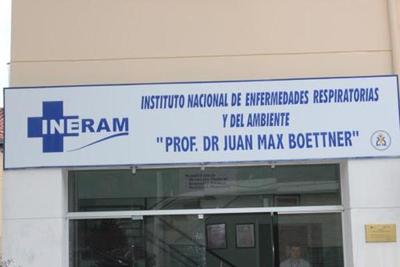 INERAM
INSTITUTO NACIONAL DE ENFERMEDADES RESPIRATORIAS
Y DEL AMBIENTE
"PROF. DR JUAN MAX BOETTNER"